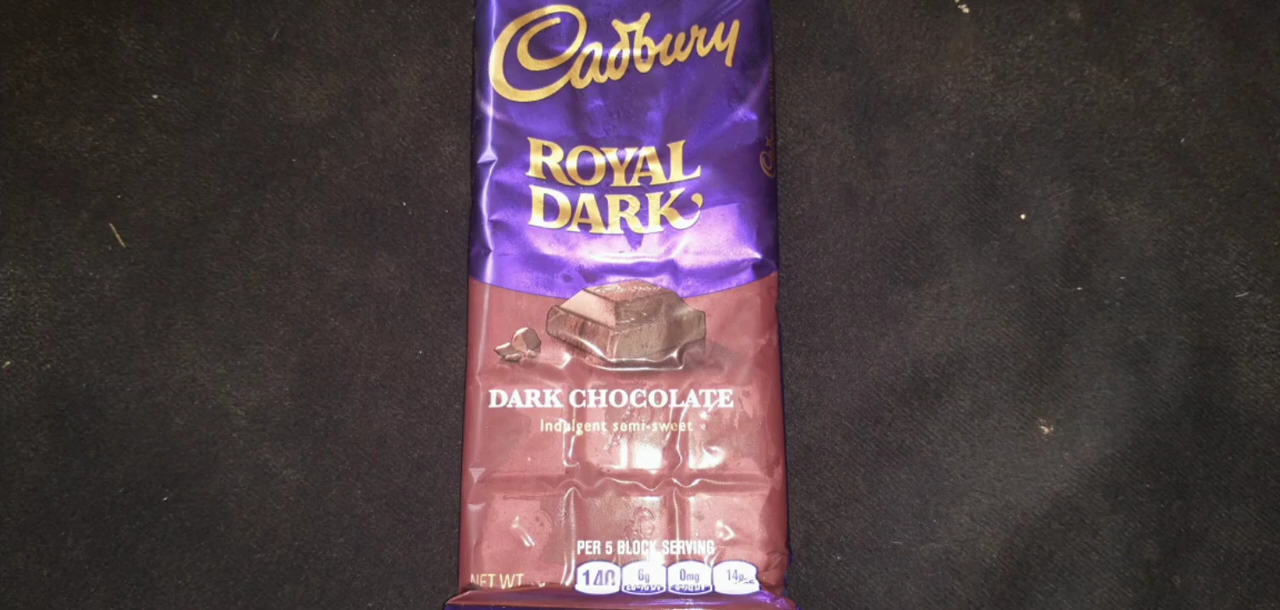 Cadbury
ROYAL
DARK
DARK CHOCOLATE
Indulgent semi-sweet
PER 5 BLOCK SERVING
NET WT
140 6g 0mg 14g